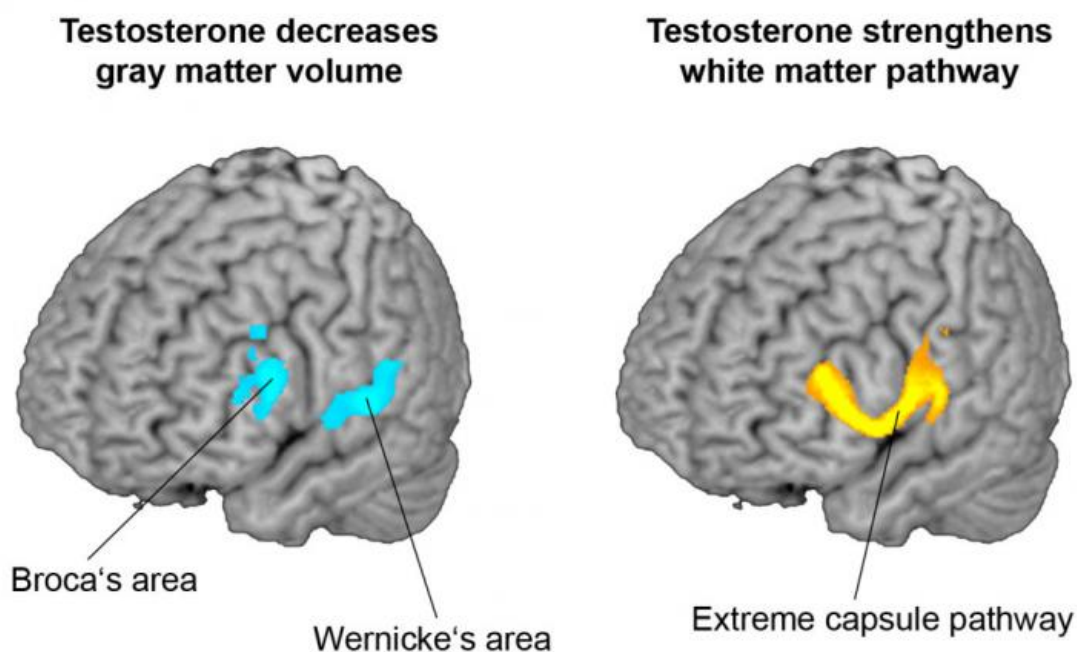 Testosterone decreases
gray matter volume
Testosterone strengthens
white matter pathway
Broca‘s area
Wernicke‘s area
Extreme capsule pathway